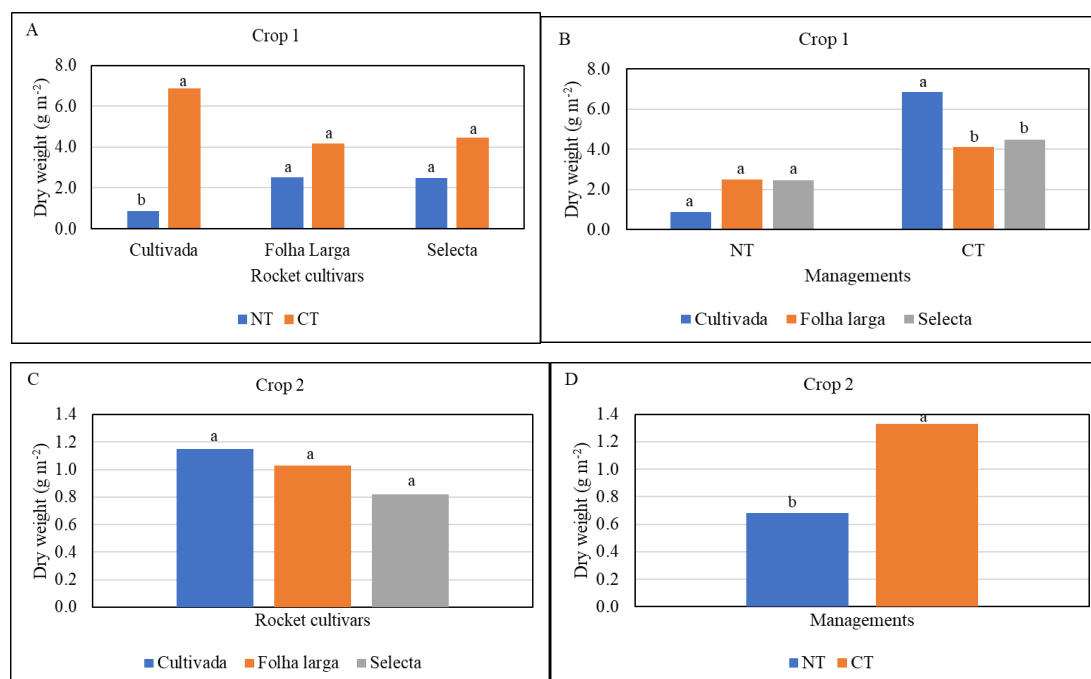 A
Crop 1
8.0
6.0
4.0
2.0
0.0
Dry weight (g m-2)
a
b
a
a
a
a
Cultivada Folha Larga Selecta
Rocket cultivars
NT CT
B
Crop 1
8.0
6.0
4.0
2.0
0.0
Dry weight (g m-2)
a
a
a
a
b
b
NT CT
Managements
Cultivada Folha larga Selecta
C
Crop 2
1.4
1.2
1.0
0.8
0.6
0.4
0.2
0.0
Dry weight (g m-2)
a
a
a
Rocket cultivars
Cultivada Folha larga Selecta
D
Crop 2
1.4
1.2
1.0
0.8
0.6
0.4
0.2
0.0
Dry weight (g m-2)
b
a
Managements
NT CT